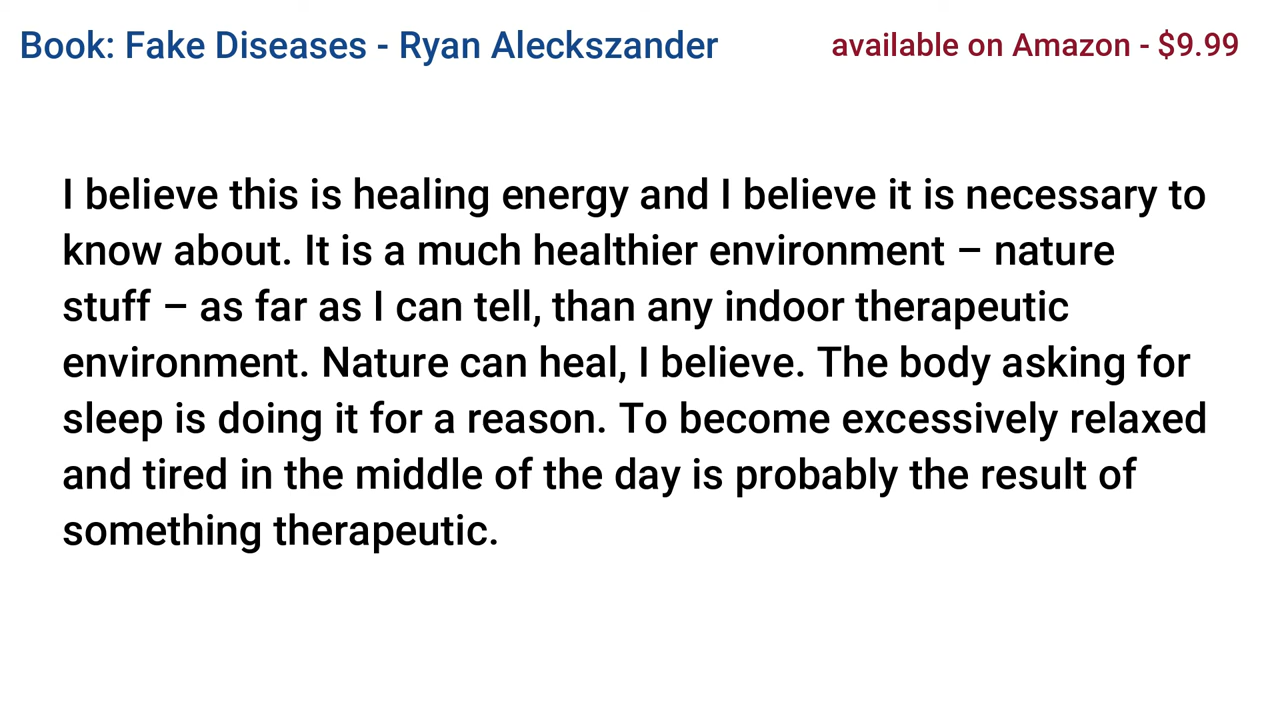 Book: Fake Diseases - Ryan Aleckszander
available on Amazon - $9.99
I believe this is healing energy and I believe it is necessary to
know about. It is a much healthier environment – nature
stuff – as far as I can tell, than any indoor therapeutic
environment. Nature can heal, I believe. The body asking for
sleep is doing it for a reason. To become excessively relaxed
and tired in the middle of the day is probably the result of
something therapeutic.